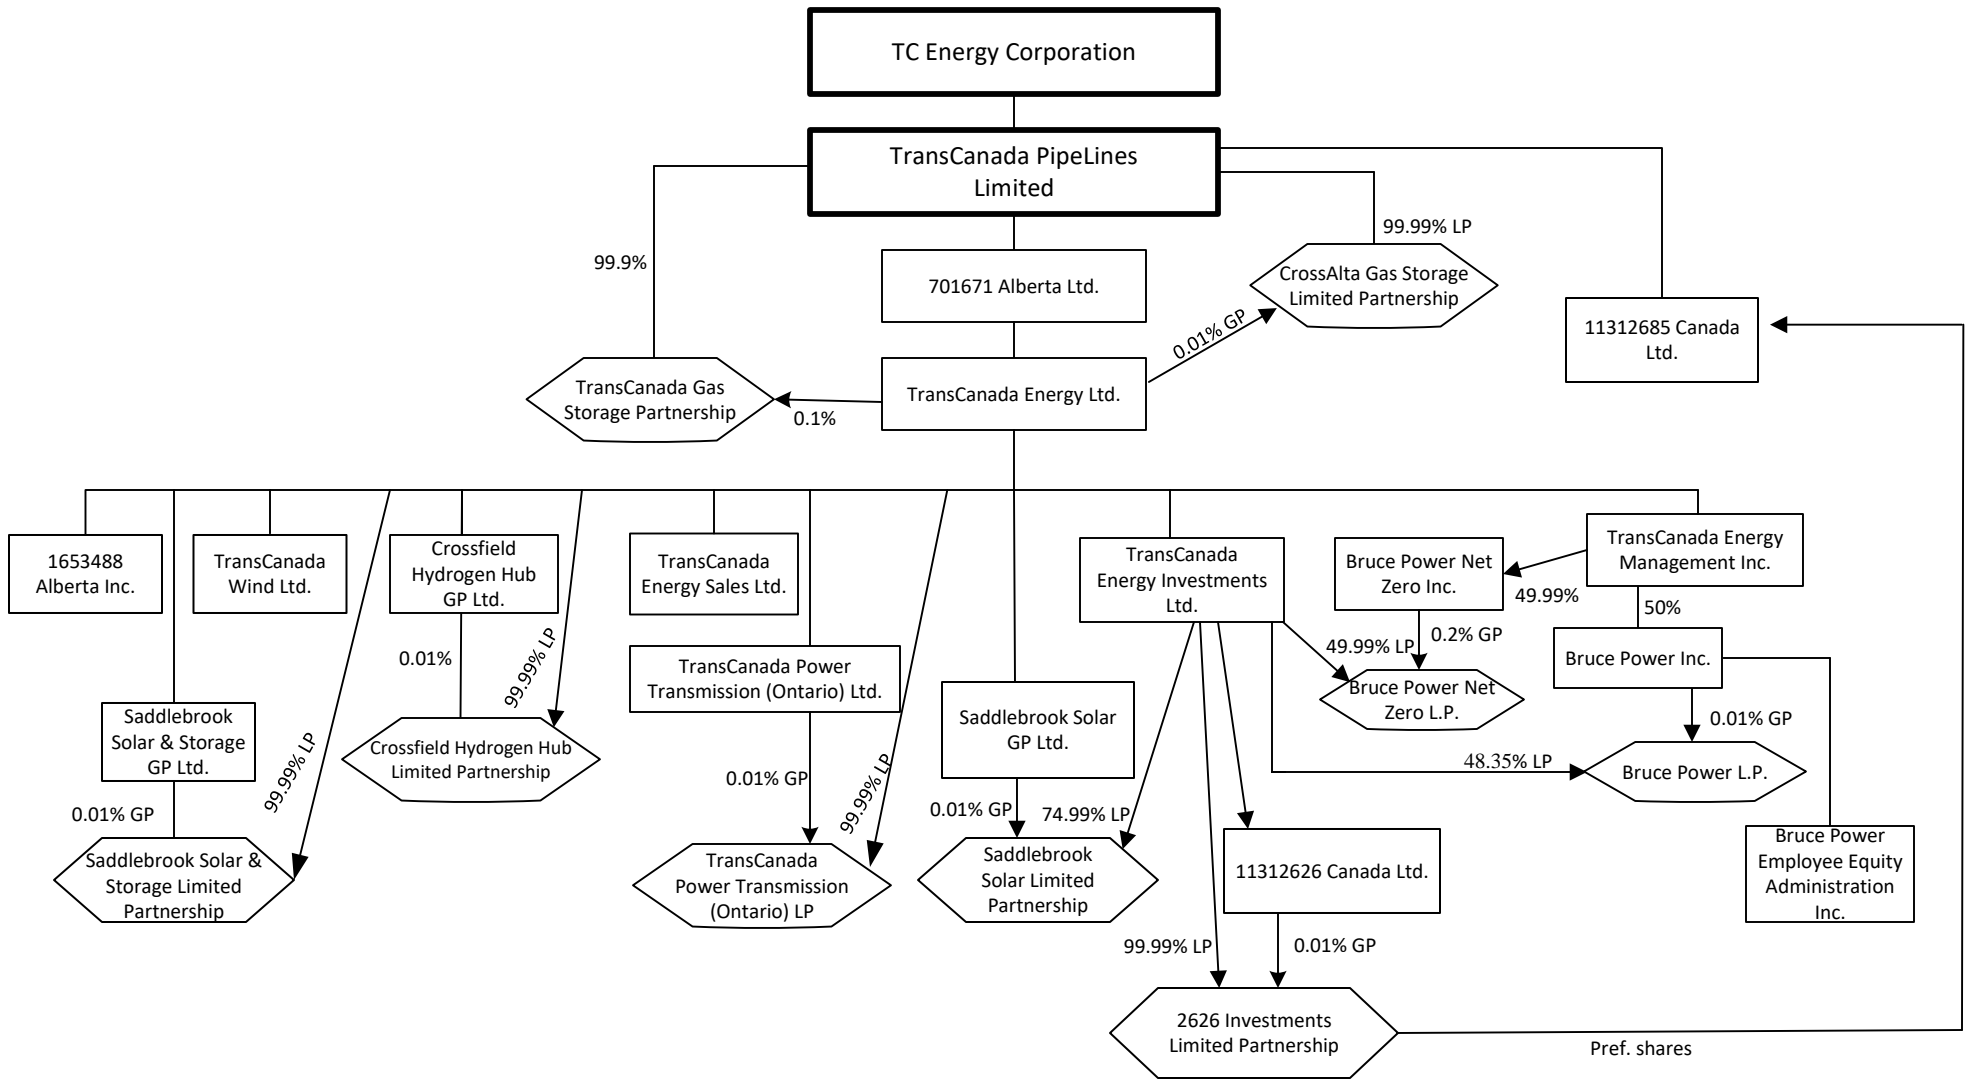 TC Energy Corporation
TransCanada PipeLines
Limited
99.99% LP
99.9%
701671 Alberta Ltd.
CrossAlta Gas Storage
Limited Partnership
0.01% GP
11312685 Canada
Ltd.
TransCanada Gas
Storage Partnership
0.1%
TransCanada Energy Ltd.
1653488
Alberta Inc.
TransCanada
Wind Ltd.
Crossfield
Hydrogen Hub
GP Ltd.
TransCanada
Energy Sales Ltd.
TransCanada
Energy Investments
Ltd.
Bruce Power Net
Zero Inc.
TransCanada Energy
Management Inc.
49.99%
50%
0.01%
99.99% LP
TransCanada Power
Transmission (Ontario) Ltd.
49.99% LP
0.2% GP
Bruce Power Inc.
Bruce Power Net
Zero L.P.
Saddlebrook
Solar & Storage
GP Ltd.
99.99% LP
Crossfield Hydrogen Hub
Limited Partnership
Saddlebrook Solar
GP Ltd.
0.01% GP
48.35% LP
Bruce Power L.P.
0.01% GP
0.01% GP
99.99% LP
0.01% GP
74.99% LP
Saddlebrook Solar &
Storage Limited
Partnership
TransCanada
Power Transmission
(Ontario) LP
Saddlebrook
Solar Limited
Partnership
11312626 Canada Ltd.
Bruce Power
Employee Equity
Administration
Inc.
99.99% LP
0.01% GP
2626 Investments
Limited Partnership
Pref. shares